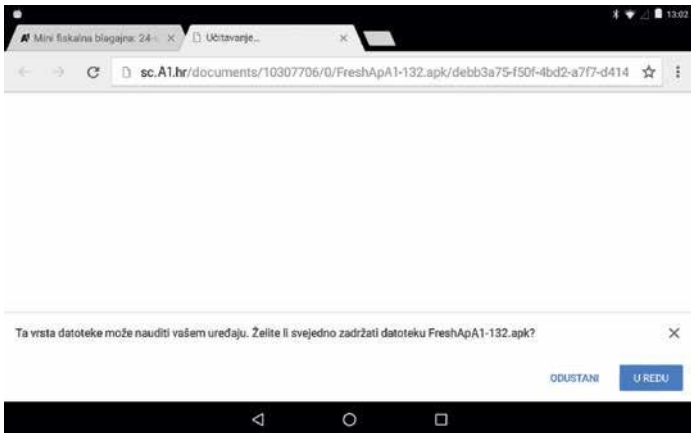 13:02
A1 Mini fiskalna blagajna: 24-s
Učitavanje...
sc.A1.hr/documents/10307706/0/FreshApA1-132.apk/debb3a75-f50f-4bd2-a7f7-d414
Ta vrsta datoteke može nauditi vašem uređaju. Želite li svejedno zadržati datoteku FreshApA1-132.apk?
ODUSTANI
U REDU